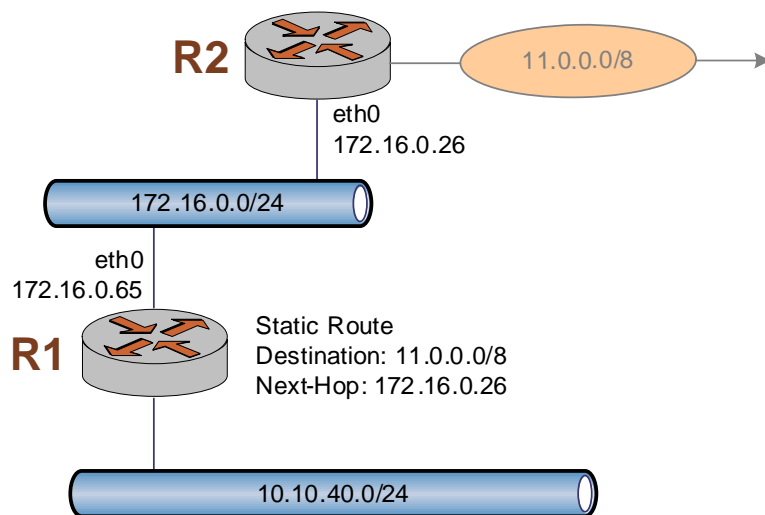 R2
11.0.0.0/8
eth0
172.16.0.26
172.16.0.0/24
eth0
172.16.0.65
R1
Static Route
Destination: 11.0.0.0/8
Next-Hop: 172.16.0.26
10.10.40.0/24